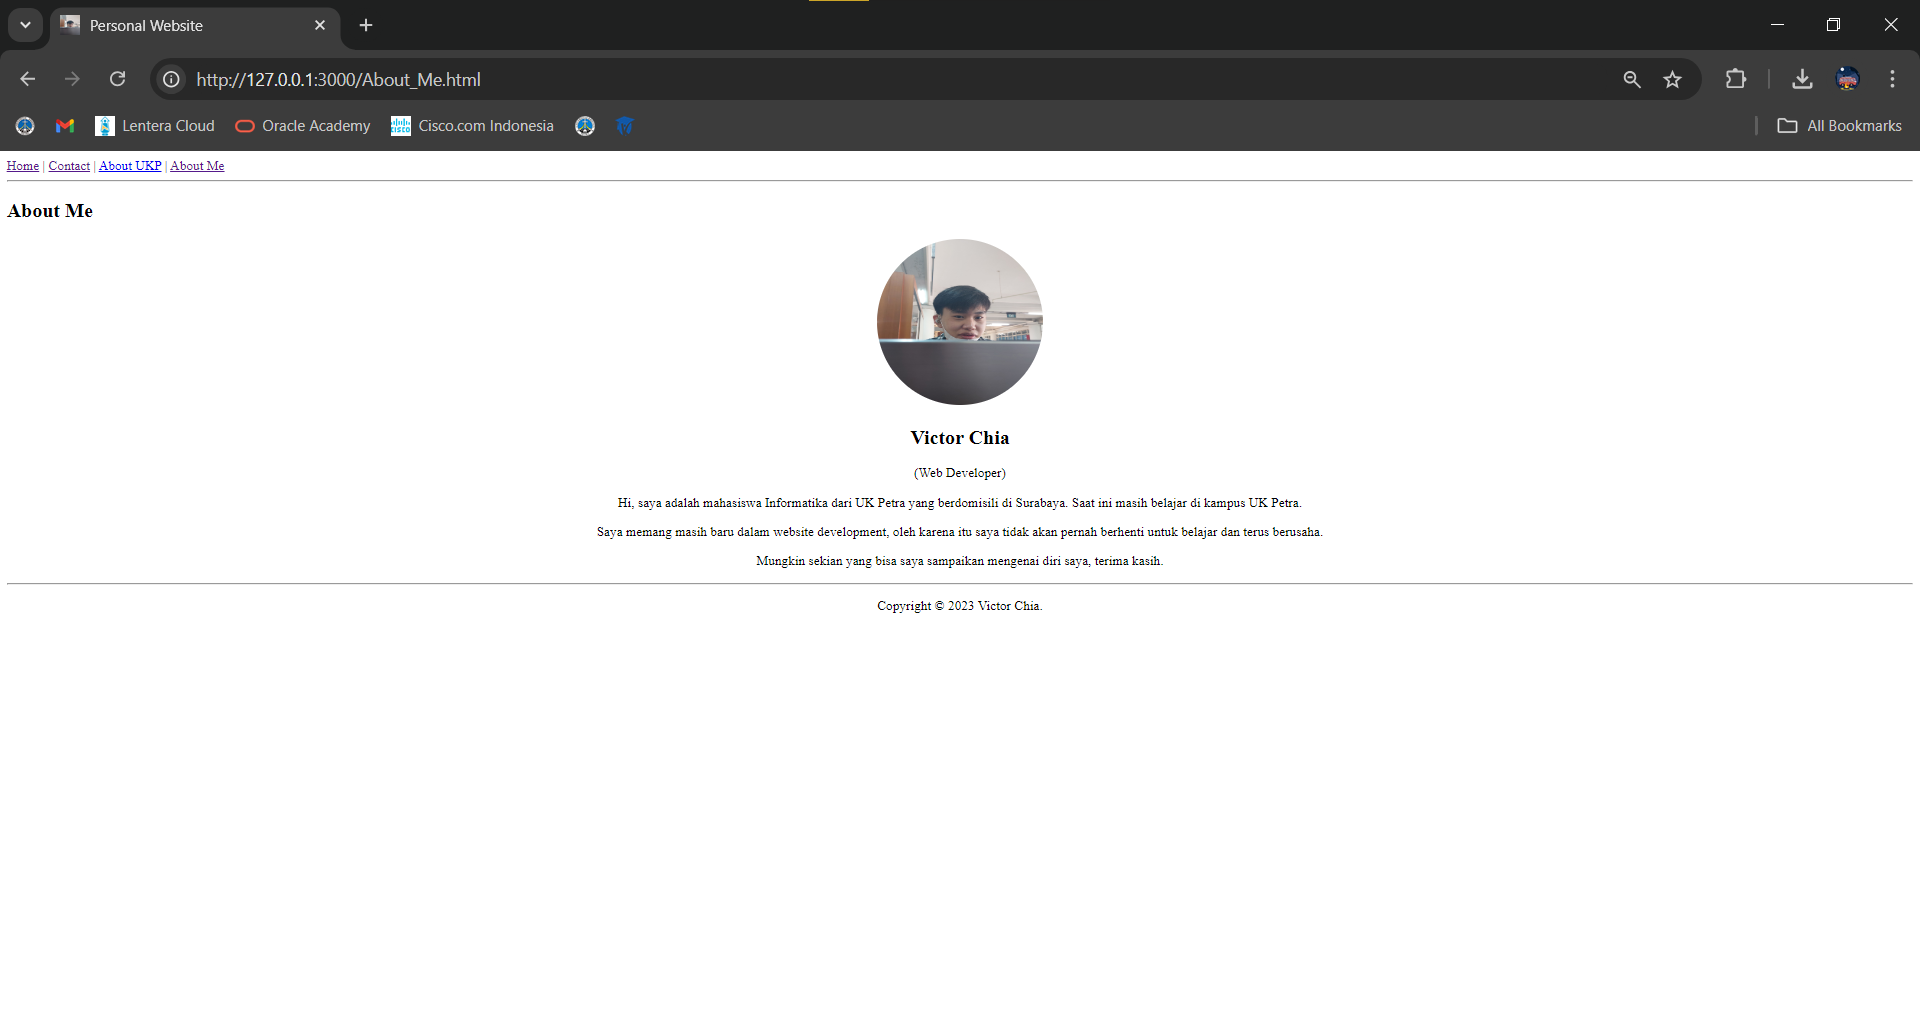 Personal Website
http://127.0.0.1:3000/About_Me.html
Lentera Cloud Oracle Academy Cisco.com Indonesia All Bookmarks
Home | Contact | About UKP | About Me
About Me
Victor Chia
(Web Developer)
Hi, saya adalah mahasiswa Informatika dari UK Petra yang berdomisili di Surabaya. Saat ini masih belajar di kampus UK Petra.
Saya memang masih baru dalam website development, oleh karena itu saya tidak akan pernah berhenti untuk belajar dan terus berusaha.
Mungkin sekian yang bisa saya sampaikan mengenai diri saya, terima kasih.
Copyright © 2023 Victor Chia.